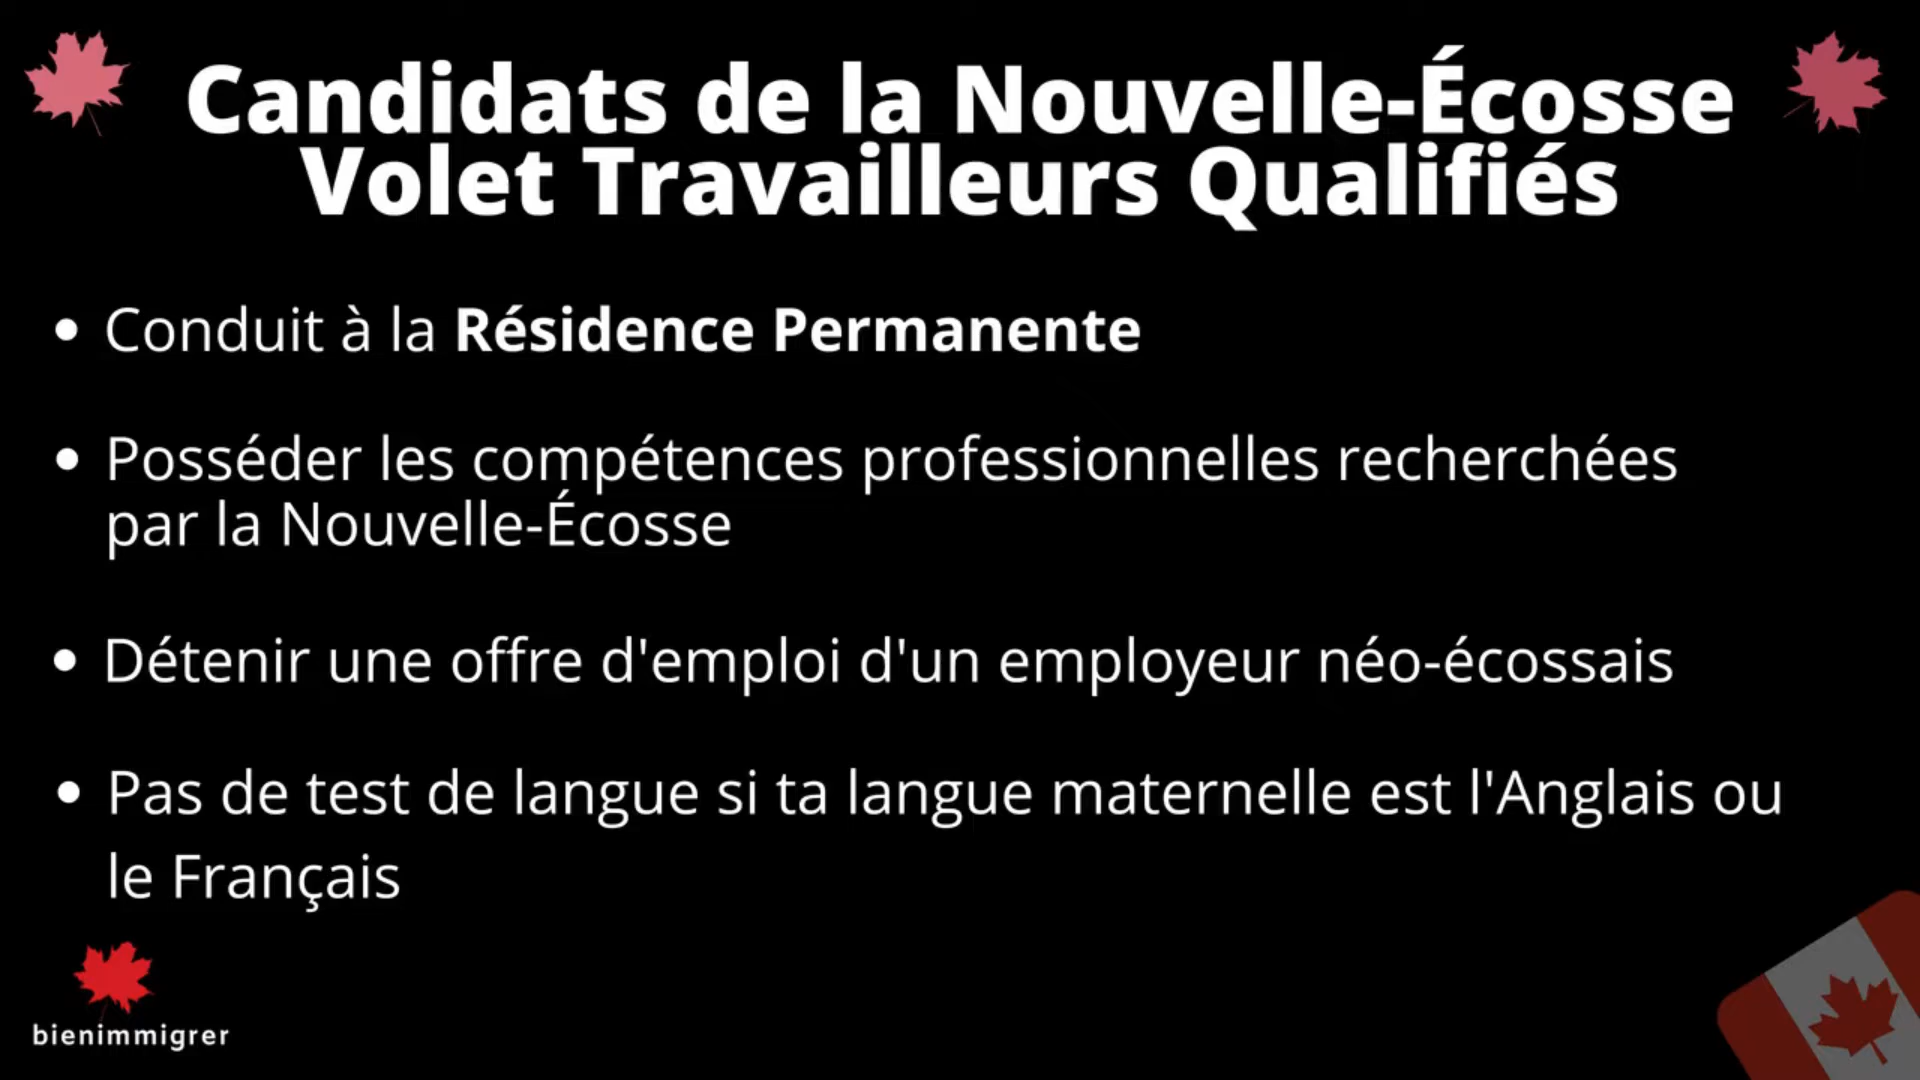 Candidats de la Nouvelle-Écosse
Volet Travailleurs Qualifiés
• Conduit à la Résidence Permanente
• Posséder les compétences professionnelles recherchées
par la Nouvelle-Écosse
• Détenir une offre d'emploi d'un employeur néo-écossais
• Pas de test de langue si ta langue maternelle est l'Anglais ou
le Français
bienimmigrer